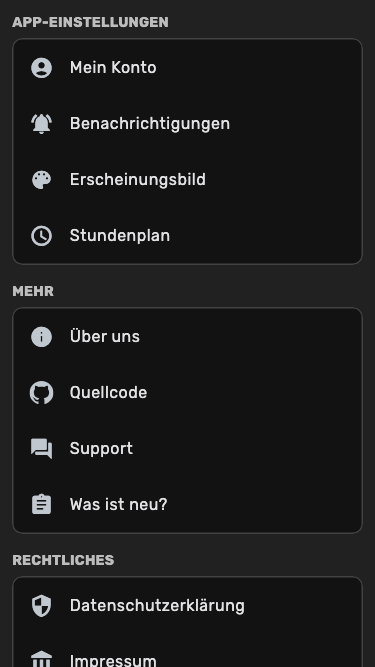 APP-EINSTELLUNGEN
Mein Konto
Benachrichtigungen
Erscheinungsbild
Stundenplan
MEHR
Über uns
Quellcode
Support
Was ist neu?
RECHTLICHES
Datenschutzerklärung
Impressum